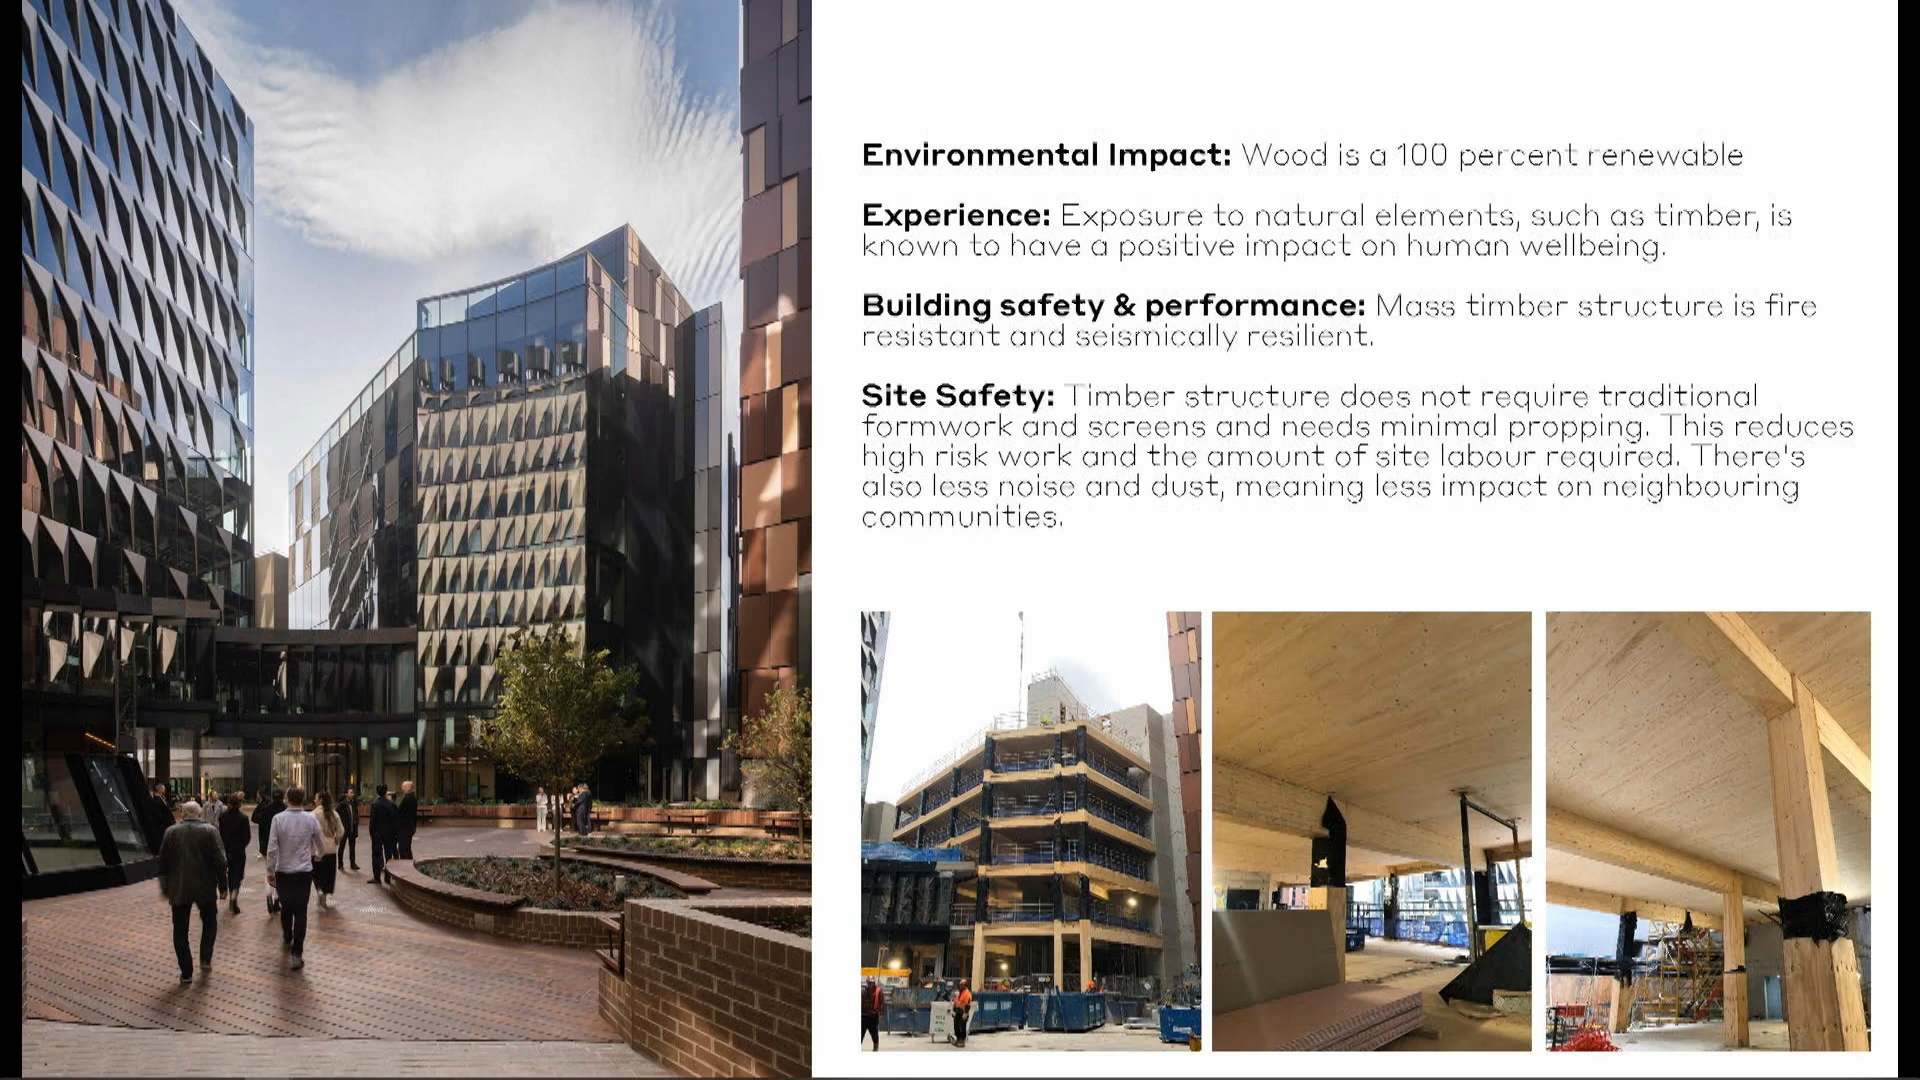 Environmental Impact: Wood is a 100 percent renewable
Experience: Exposure to natural elements, such as timber, is
known to have a positive impact on human wellbeing.
Building safety & performance: Mass timber structure is fire
resistant and seismically resilient.
Site Safety: Timber structure does not require traditional
formwork and screens and needs minimal propping. This reduces
high risk work and the amount of site labour required. There's
also less noise and dust, meaning less impact on neighbouring
communities.